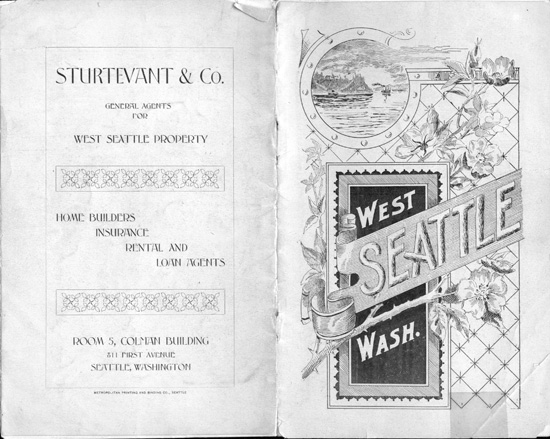 STURTEVANT & CO.
GENERAL AGENTS
FOR
WEST SEATTLE PROPERTY
HOME BUILDERS
INSURANCE
RENTAL AND
LOAN AGENTS
ROOM 5, COLMAN BUILDING
811 FIRST AVENUE
SEATTLE, WASHINGTON
METROPOLITAN PRINTING AND BINDING CO., SEATTLE
WEST
SEATTLE
WASH.